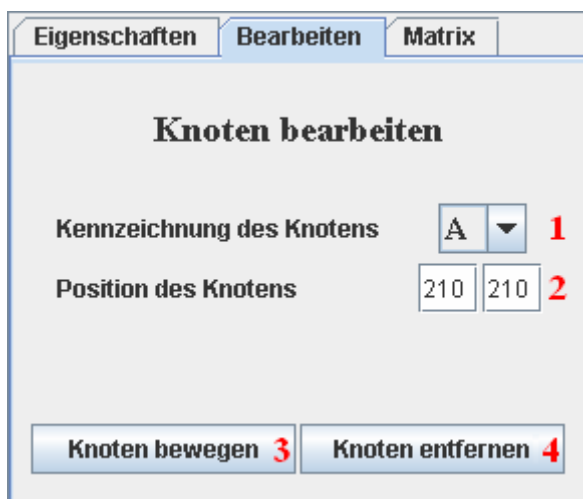 Eigenschaften Bearbeiten Matrix
Knoten bearbeiten
Kennzeichnung des Knotens A 1
Position des Knotens 210 210 2
Knoten bewegen 3 Knoten entfernen 4